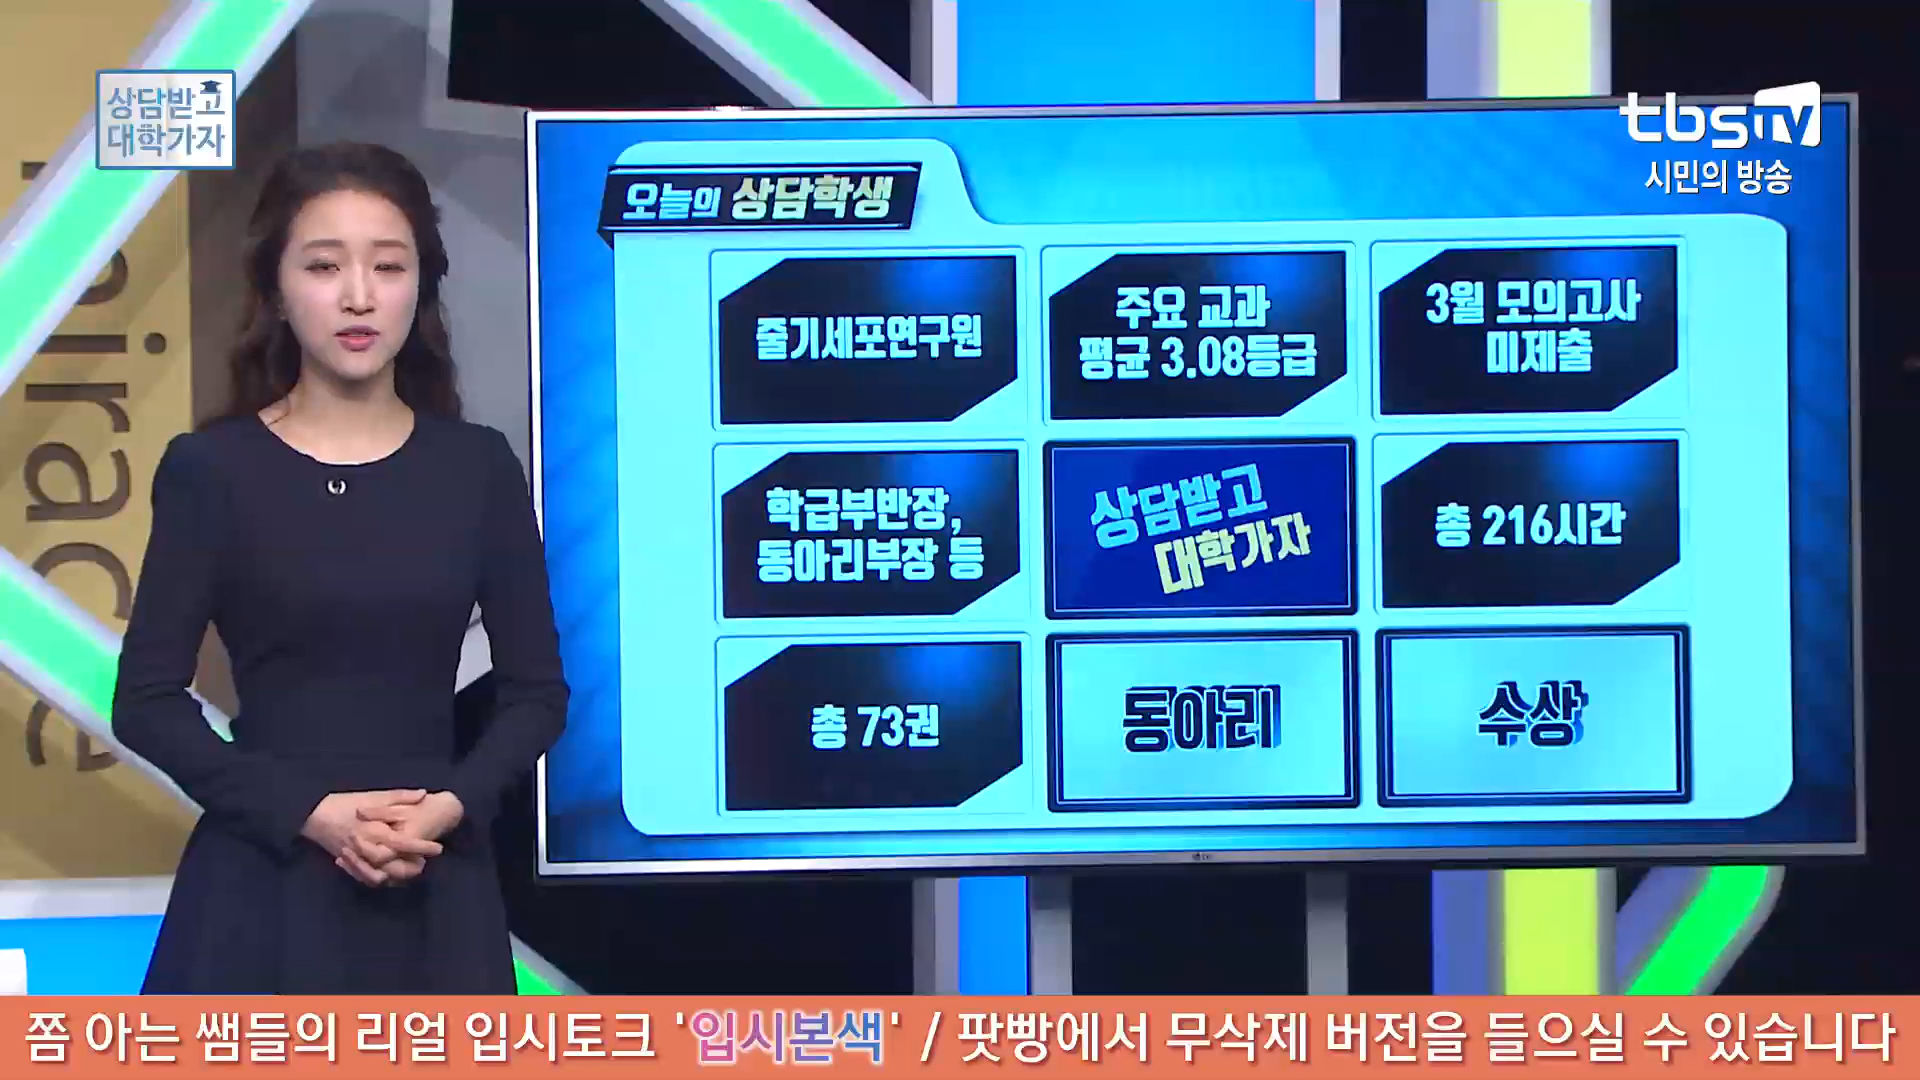 상담받고
대학가자
tbs TV
시민의 방송
오늘의 상담학생
줄기세포연구원
주요 교과
평균 3.08등급
3월 모의고사
미제출
학급부반장,
동아리부장 등
상담받고
대학가자
총 216시간
총 73권
동아리
수상
쫌 아는 쌤들의 리얼 입시토크 '입시본색' / 팟빵에서 무삭제 버전을 들으실 수 있습니다